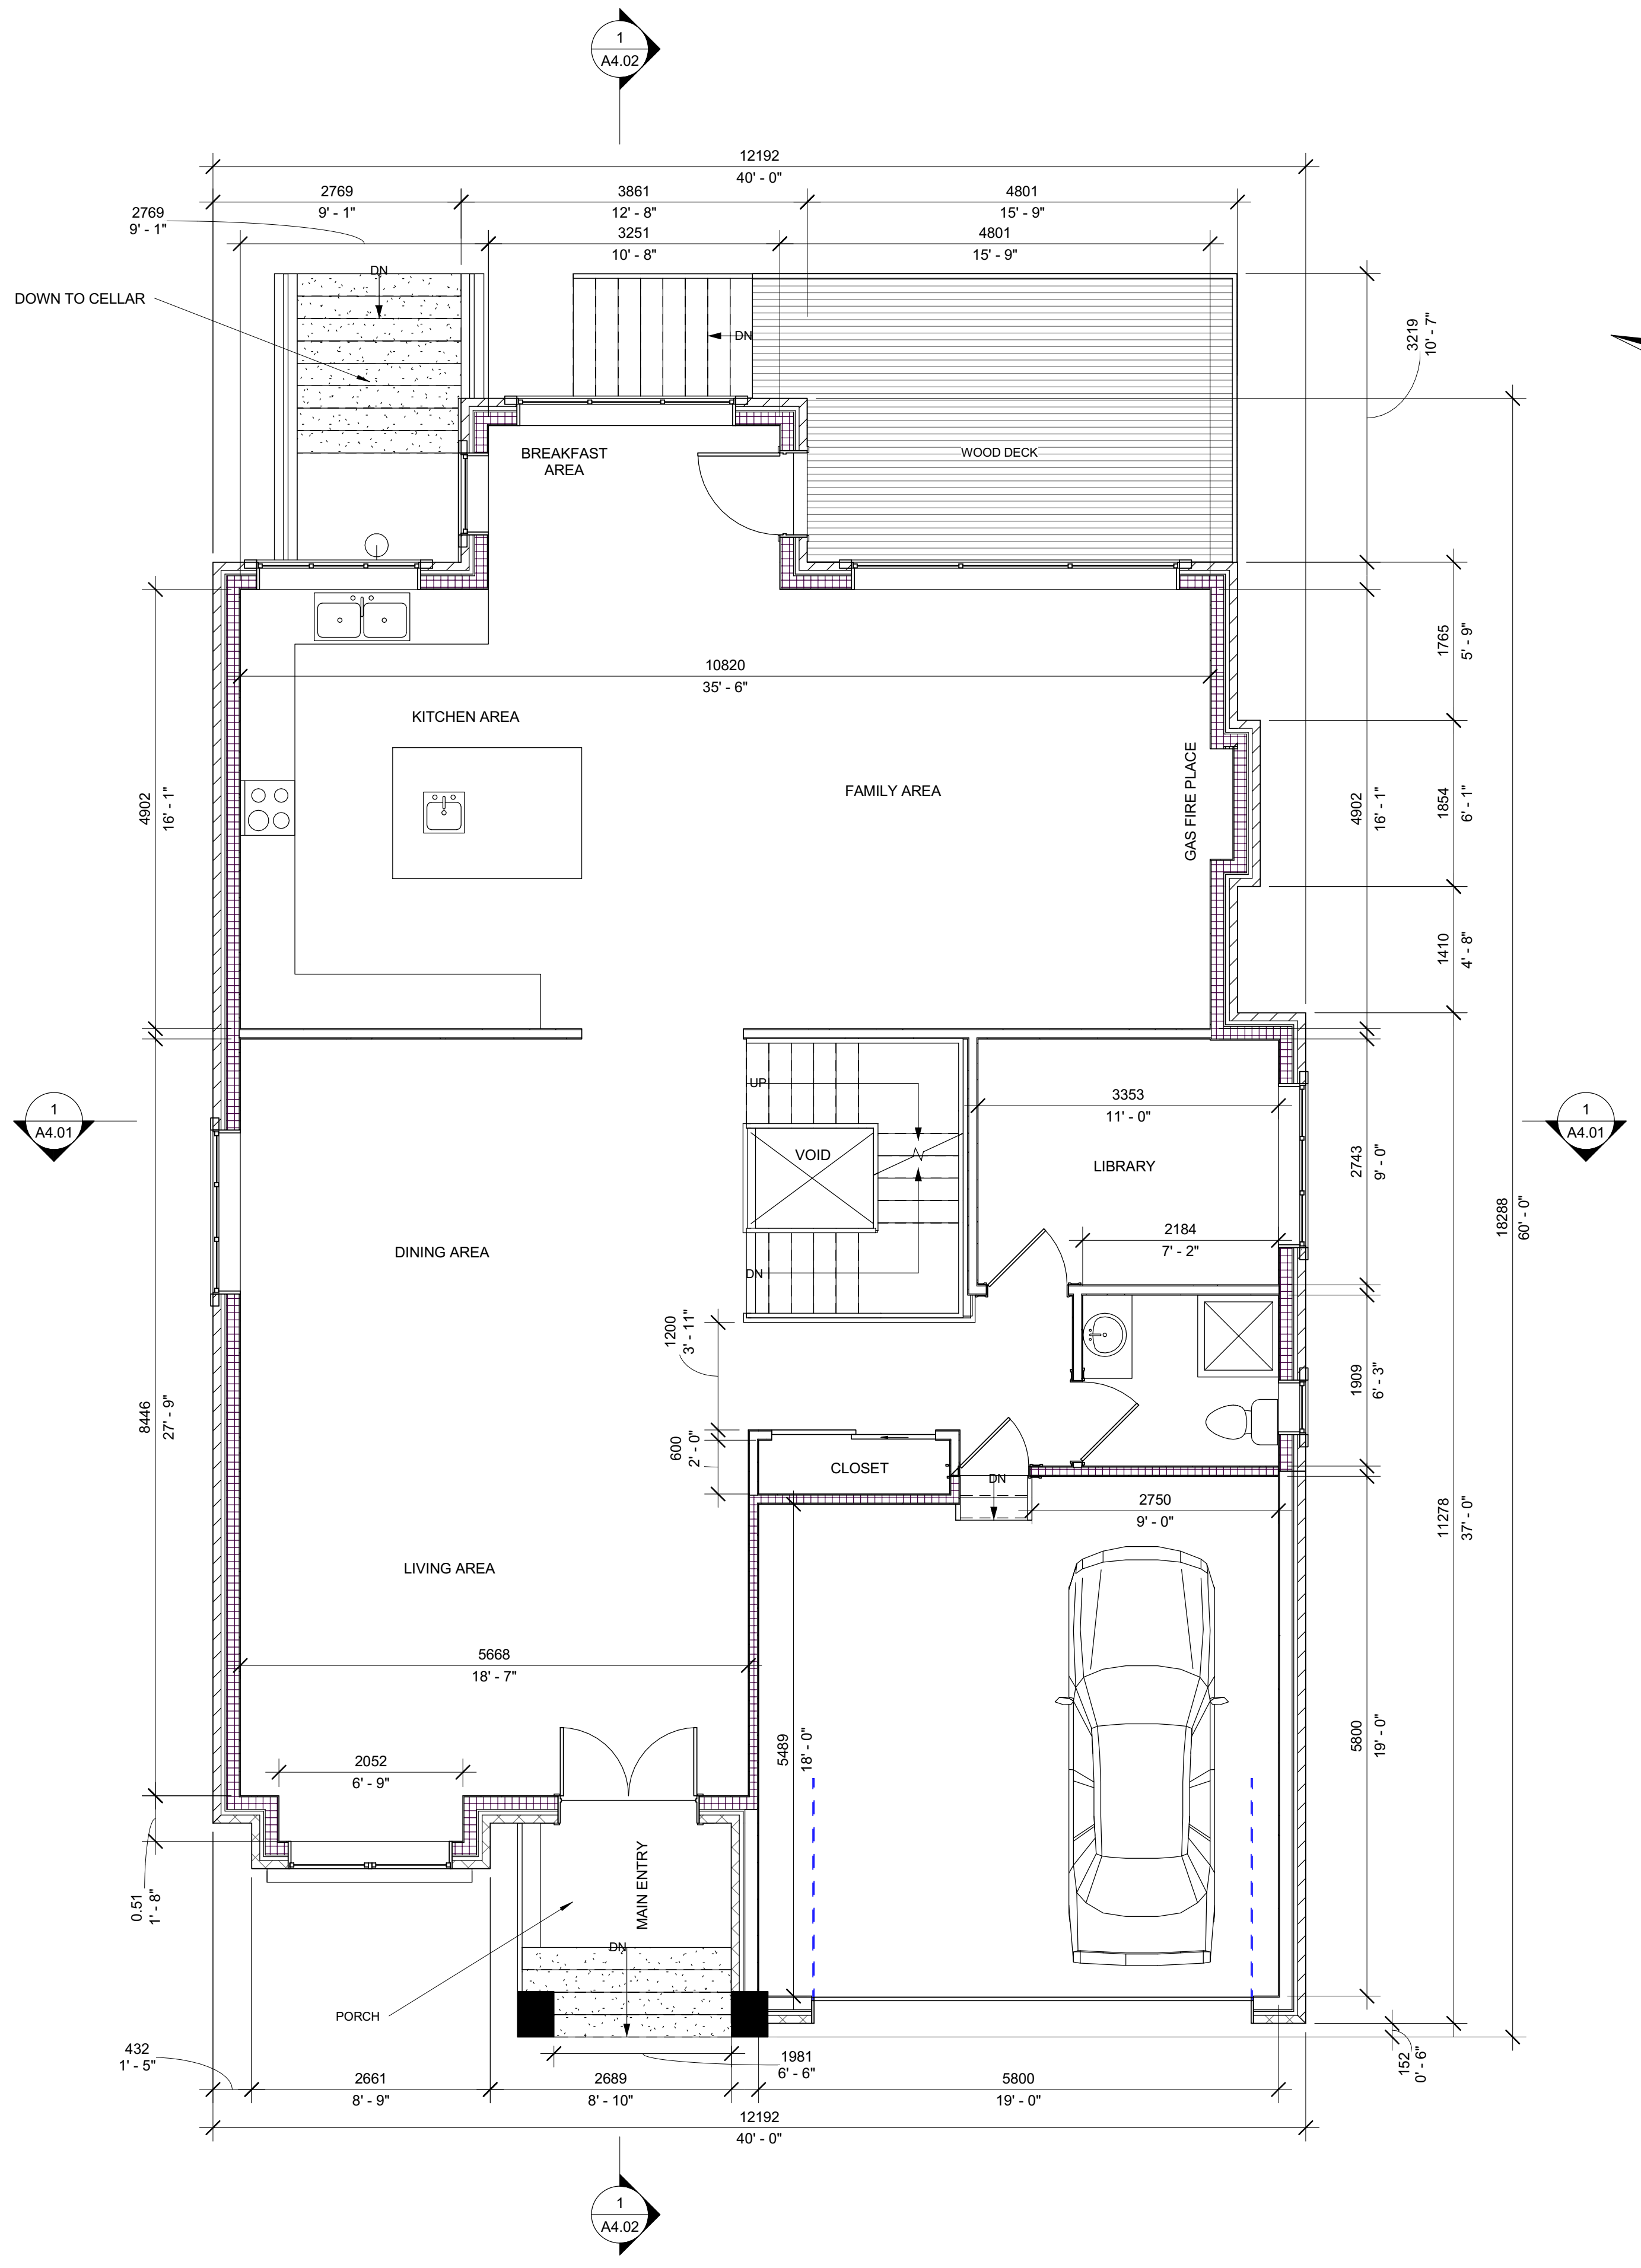 1
A4.02
12192
40' - 0"
2769
9' - 1"
3861
12' - 8"
4801
15' - 9"
2769
9' - 1"
3251
10' - 8"
4801
15' - 9"
DN
DOWN TO CELLAR
DN
3219
10' - 7"
BREAKFAST
AREA
WOOD DECK
1765
5' - 9"
10820
35' - 6"
KITCHEN AREA
FAMILY AREA
GAS FIRE PLACE
4902
16' - 1"
4902
16' - 1"
1854
6' - 1"
1410
4' - 8"
UP
3353
11' - 0"
1
A4.01
1
A4.01
VOID
LIBRARY
2743
9' - 0"
18288
60' - 0"
2184
7' - 2"
DINING AREA
DN
1200
3' - 11"
1909
6' - 3"
8446
27' - 9"
600
2' - 0"
CLOSET
DN
2750
9' - 0"
11278
37' - 0"
LIVING AREA
5668
18' - 7"
5489
18' - 0"
5800
19' - 0"
2052
6' - 9"
0.51
1' - 8"
MAIN ENTRY
DN
PORCH
432
1' - 5"
1981
6' - 6"
152
0' - 6"
2661
8' - 9"
2689
8' - 10"
5800
19' - 0"
12192
40' - 0"
1
A4.02